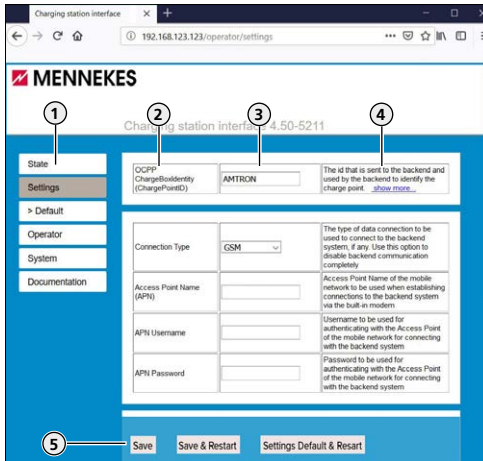 Charging station interface
192.168.123.123/operator/settings
MENNEKES
1
2
3
4
Charging station interface 4.50-5211
State
Settings
> Default
Operator
System
Documentation
OCPP
ChargeBoxIdentity
(ChargePointID)
AMTRON
The id that is sent to the backend and
used by the backend to identify the
charge point. show more...
Connection Type
GSM
The type of data connection to be
used to connect to the backend
system, if any. Use this option to
disable backend communication
completely
Access Point Name
(APN)
Access Point Name of the mobile
network to be used when establishing
connections to the backend system
via the built-in modem
APN Username
Username to be used for
authenticating with the Access Point
of the mobile network for connecting
with the backend system
APN Password
Password to be used for
authenticating with the Access Point
of the mobile network for connecting
with the backend system
5
Save
Save & Restart
Settings Default & Resart